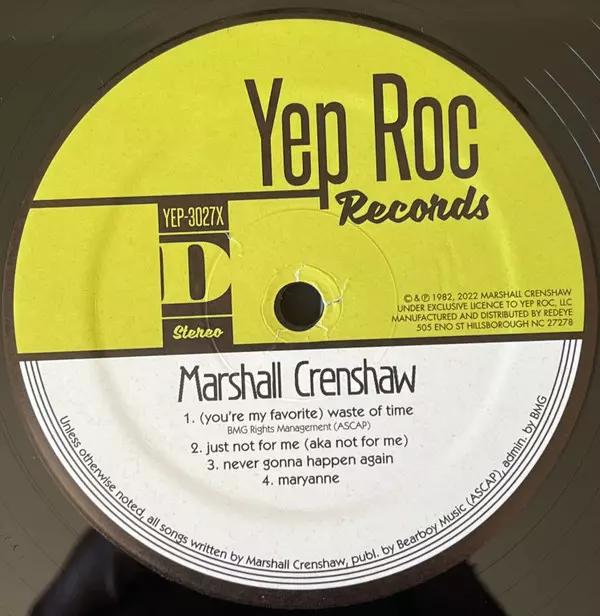 Yep Roc
Records
YEP-3027X
D
Stereo
© & ℗ 1982, 2022 MARSHALL CRENSHAW
UNDER EXCLUSIVE LICENCE TO YEP ROC, LLC
MANUFACTURED AND DISTRIBUTED BY REDEYE
505 ENO ST HILLSBOROUGH NC 27278
Marshall Crenshaw
1. (you're my favorite) waste of time
BMG Rights Management (ASCAP)
2. just not for me (aka not for me)
3. never gonna happen again
4. maryanne
Unless otherwise noted, all songs written by Marshall Crenshaw, publ. by Bearboy Music (ASCAP), admin. by BMG